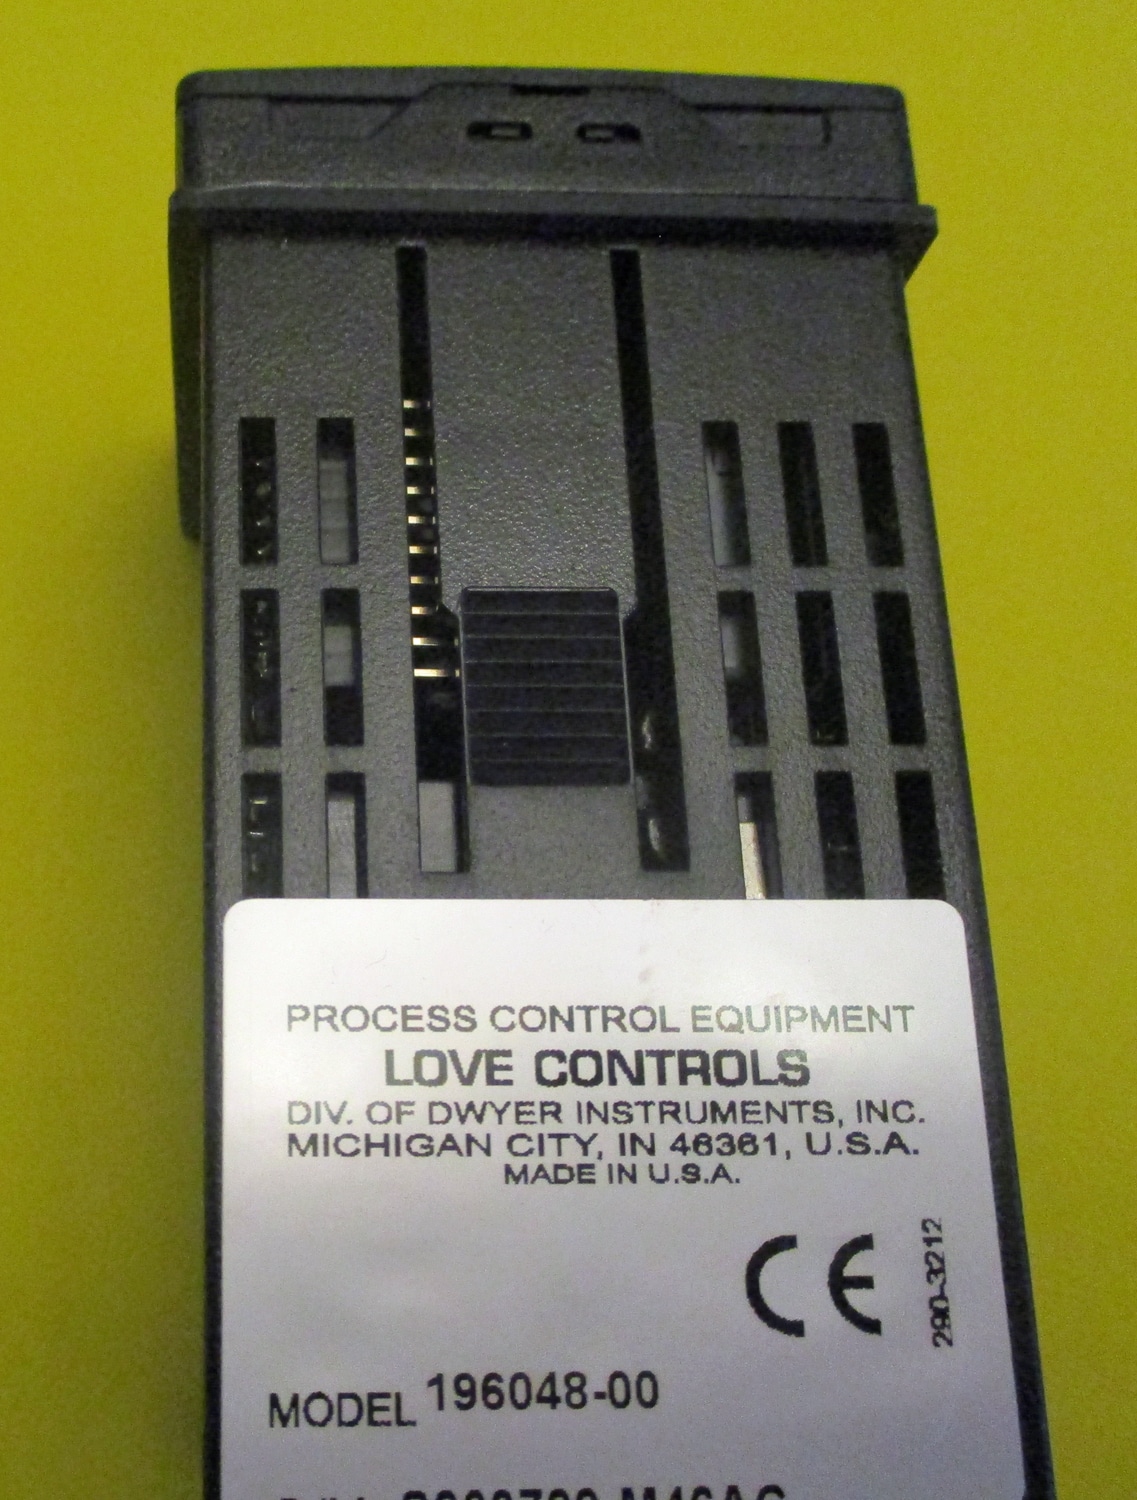 PROCESS CONTROL EQUIPMENT
LOVE CONTROLS
DIV. OF DWYER INSTRUMENTS, INC.
MICHIGAN CITY, IN 46361, U.S.A.
MADE IN U.S.A.
CE
290-3212
MODEL 196048-00